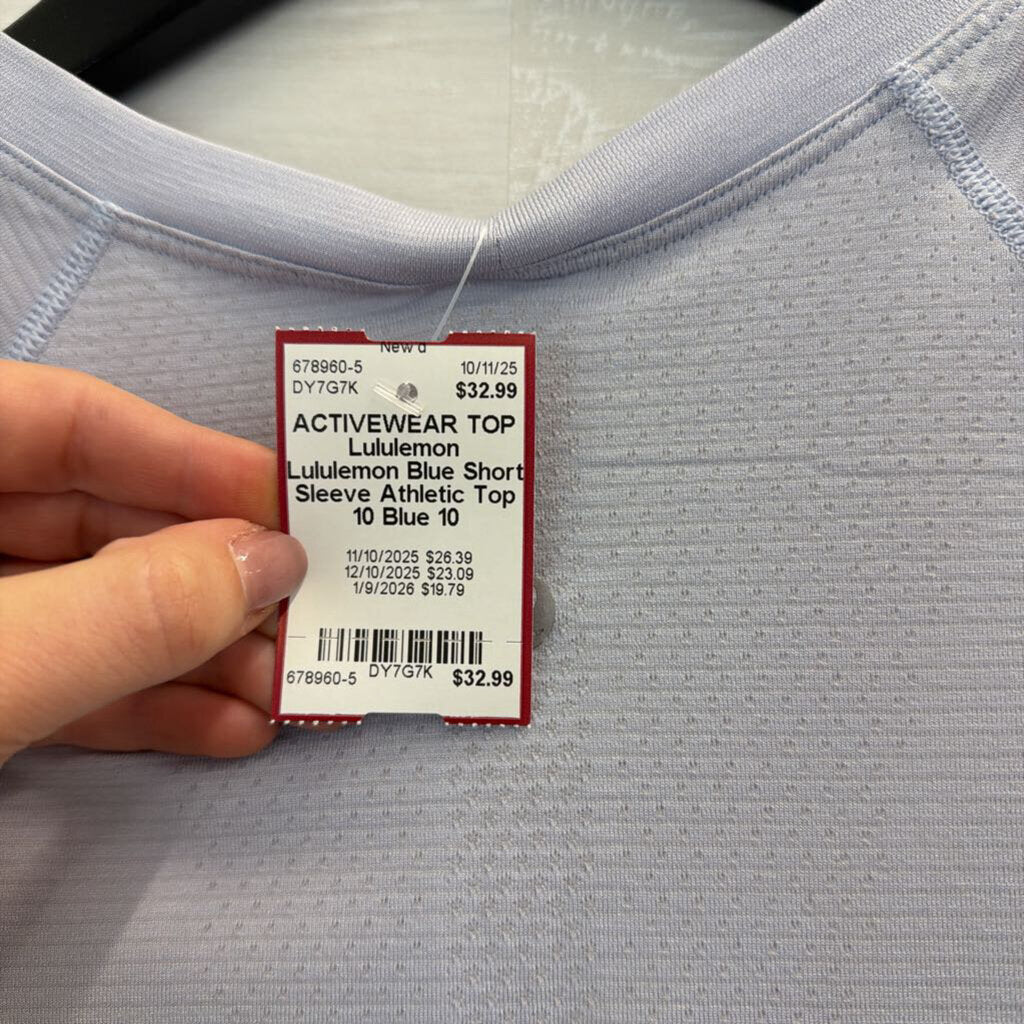 New a
678960-5 10/11/25
DY7G7K $32.99
ACTIVEWEAR TOP
Lululemon
Lululemon Blue Short
Sleeve Athletic Top
10 Blue 10
11/10/2025 $26.39
12/10/2025 $23.09
1/9/2026 $19.79
678960-5 DY7G7K $32.99